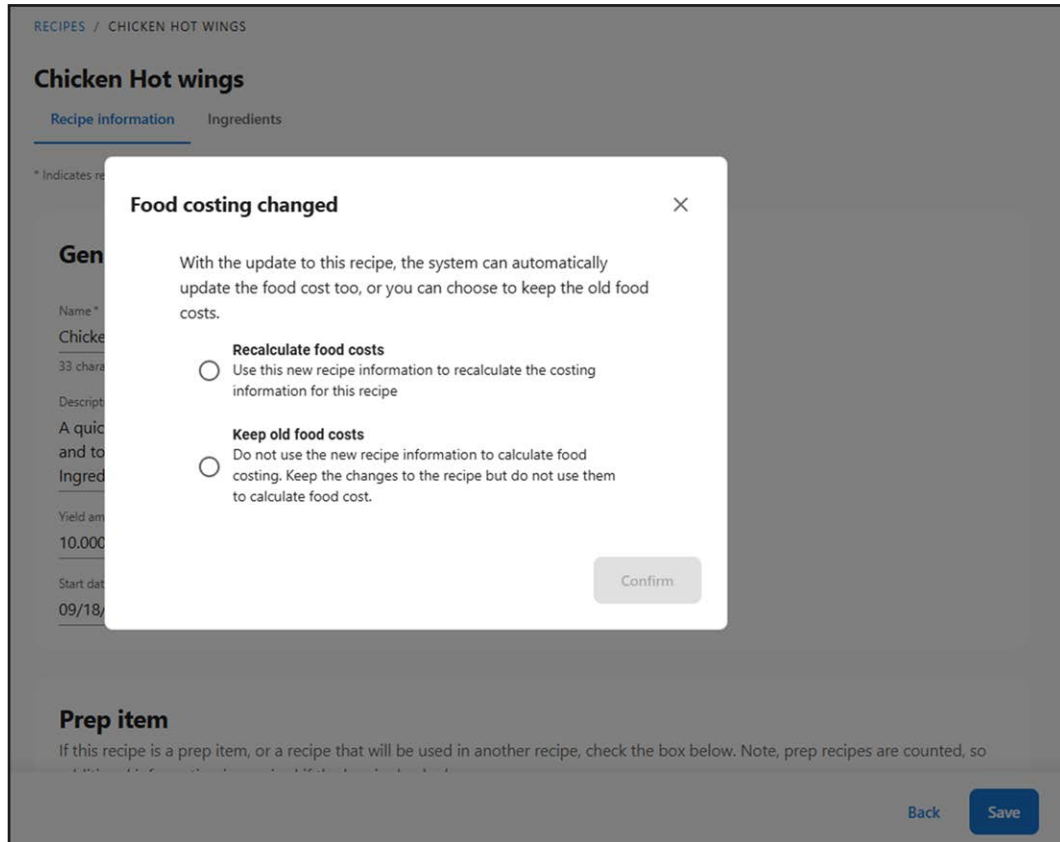 RECIPES / CHICKEN HOT WINGS
Chicken Hot wings
Recipe information Ingredients
* Indicates re
Food costing changed
With the update to this recipe, the system can automatically
update the food cost too, or you can choose to keep the old food
costs.
Recalculate food costs
Use this new recipe information to recalculate the costing
information for this recipe
Keep old food costs
Do not use the new recipe information to calculate food
costing. Keep the changes to the recipe but do not use them
to calculate food cost.
Confirm
Gen
Name*
Chicke
33 chara
Descript
A quic
and to
Ingred
Yield am
10.000
Start dat
09/18/
Prep item
If this recipe is a prep item, or a recipe that will be used in another recipe, check the box below. Note, prep recipes are counted, so
Back Save